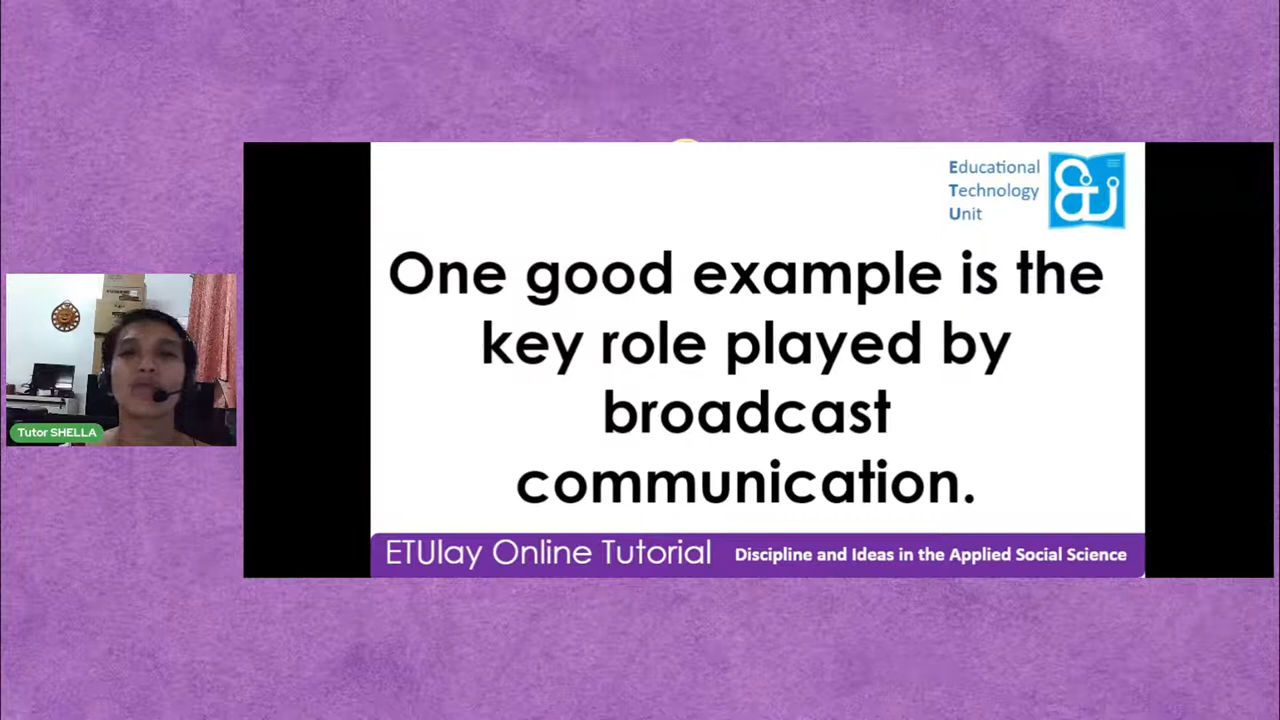 Educational
Technology
Unit
One good example is the
key role played by
broadcast
communication.
Tutor SHELLA
ETUlay Online Tutorial
Discipline and Ideas in the Applied Social Science